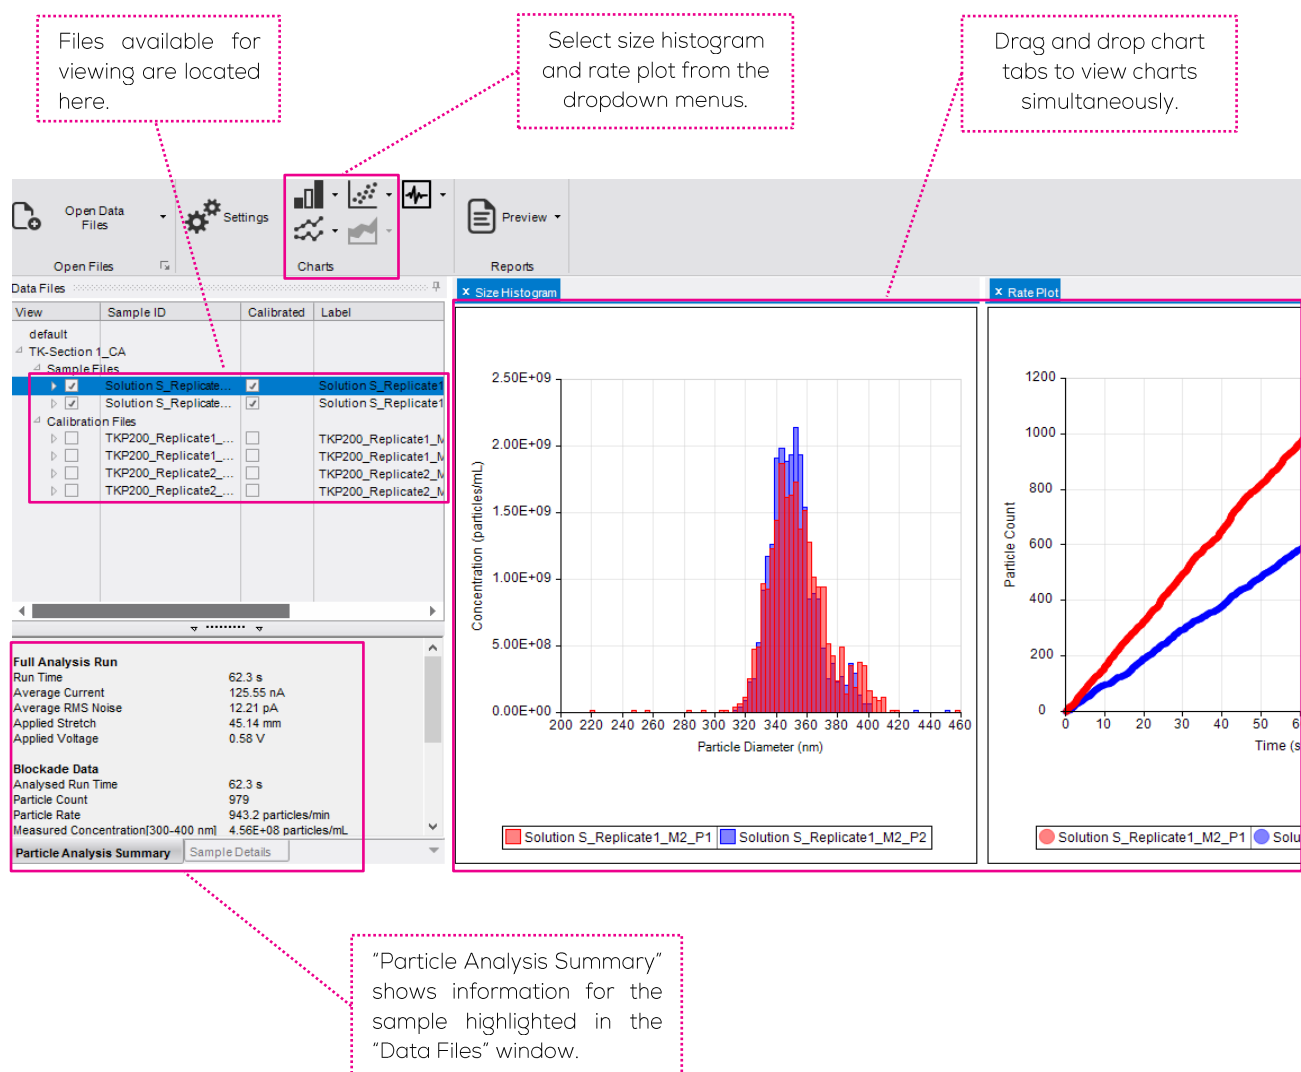 Files available for
viewing are located
here.
Select size histogram
and rate plot from the
dropdown menus.
Drag and drop chart
tabs to view charts
simultaneously.
Open Data
Files
Settings
Preview
Open Files
Charts
Reports
Data Files
x Size Histogram
x Rate Plot
View Sample ID Calibrated Label
default
TK-Section 1_CA
Sample Files
Solution S_Replicate... Solution S_Replicate1
Solution S_Replicate... Solution S_Replicate1
Calibration Files
TKP200_Replicate1_... TKP200_Replicate1_M
TKP200_Replicate1_... TKP200_Replicate1_M
TKP200_Replicate2_... TKP200_Replicate2_M
TKP200_Replicate2_... TKP200_Replicate2_M
Full Analysis Run
Run Time 62.3 s
Average Current 125.55 nA
Average RMS Noise 12.21 pA
Applied Stretch 45.14 mm
Applied Voltage 0.58 V
Blockade Data
Analysed Run Time 62.3 s
Particle Count 979
Particle Rate 943.2 particles/min
Measured Concentration[300-400 nm] 4.56E+08 particles/mL
Particle Analysis Summary Sample Details
Concentration (particles/mL)
2.50E+09
2.00E+09
1.50E+09
1.00E+09
5.00E+08
0.00E+00
200 220 240 260 280 300 320 340 360 380 400 420 440 460
Particle Diameter (nm)
Solution S_Replicate1_M2_P1 Solution S_Replicate1_M2_P2
Particle Count
1200
1000
800
600
400
200
0
0 10 20 30 40 50 6
Time (s
Solution S_Replicate1_M2_P1 Solu
"Particle Analysis Summary"
shows information for the
sample highlighted in the
"Data Files" window.